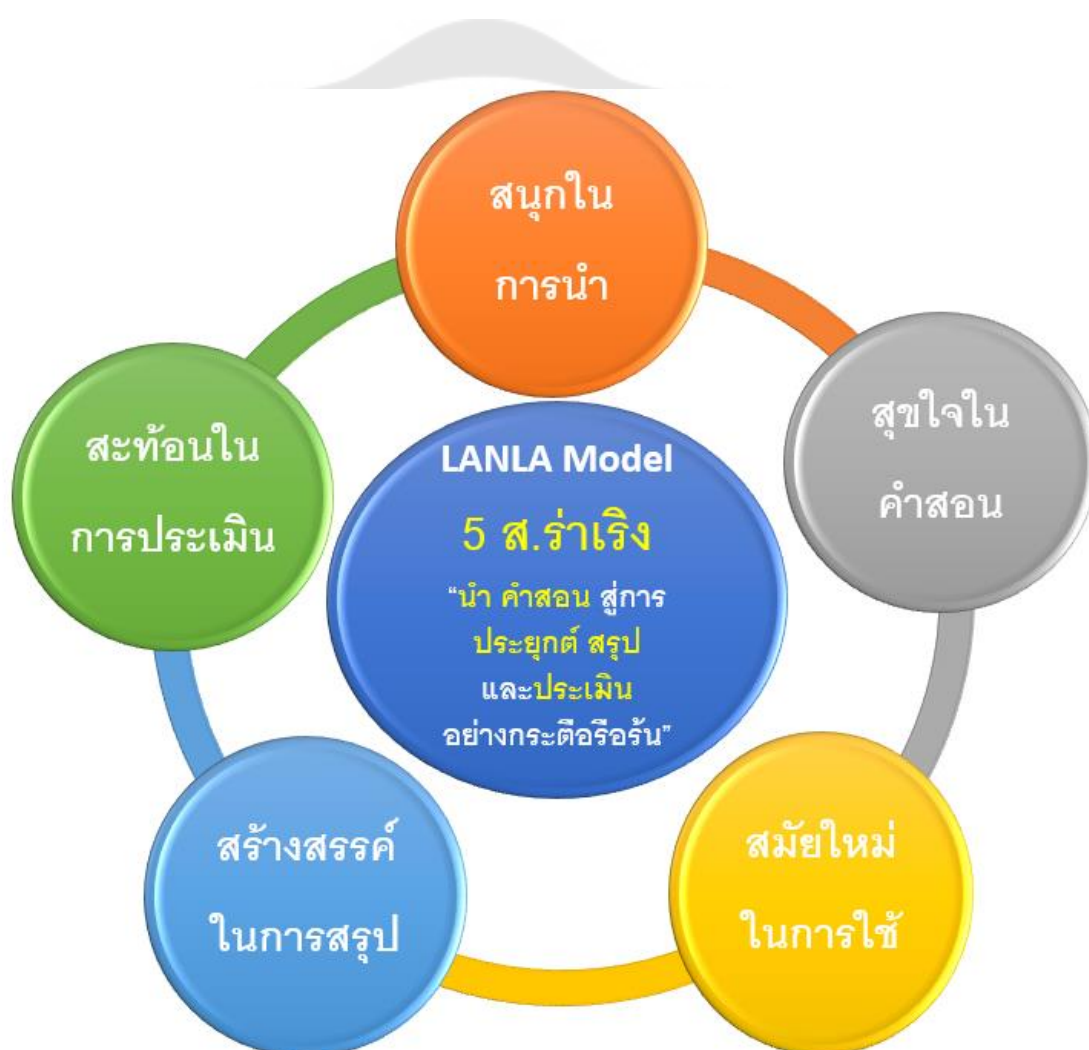 สนุกใน
การนำ
สุขใจใน
คำสอน
สมัยใหม่
ในการใช้
สร้างสรรค์
ในการสรุป
สะท้อนใน
การประเมิน
LANLA Model
5 ส.ร่าเริง
“นำ คำสอน สู่การ
ประยุกต์ สรุป
และประเมิน
อย่างกระตือรือร้น”